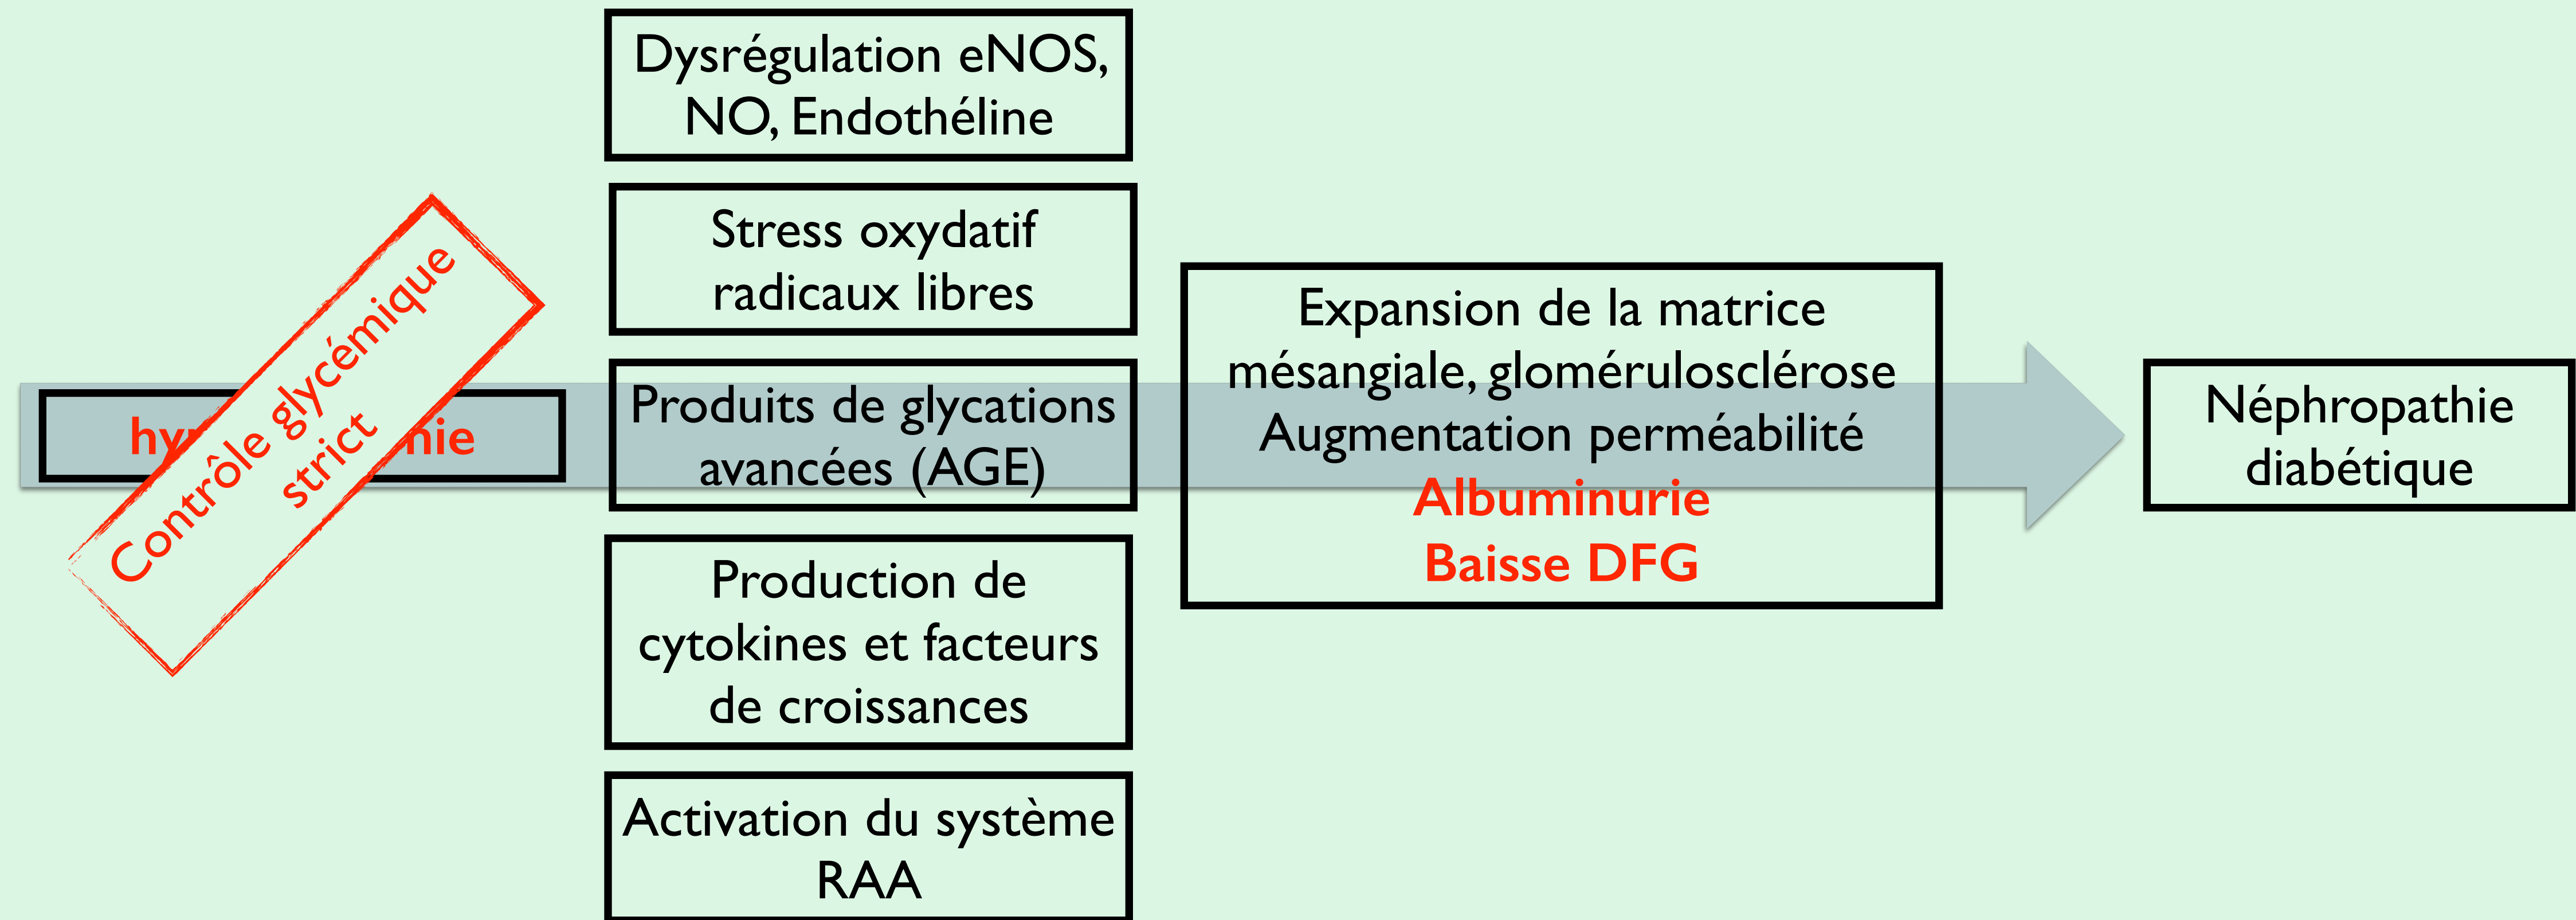 Dysrégulation eNOS,
NO, Endothéline
Stress oxydatif
radicaux libres
Produits de glycations
avancées (AGE)
Production de
cytokines et facteurs
de croissances
Activation du système
RAA
Contrôle glycémique
strict
Expansion de la matrice
mésangiale, glomérulosclérose
Augmentation perméabilité
Albuminurie
Baisse DFG
Néphropathie
diabétique